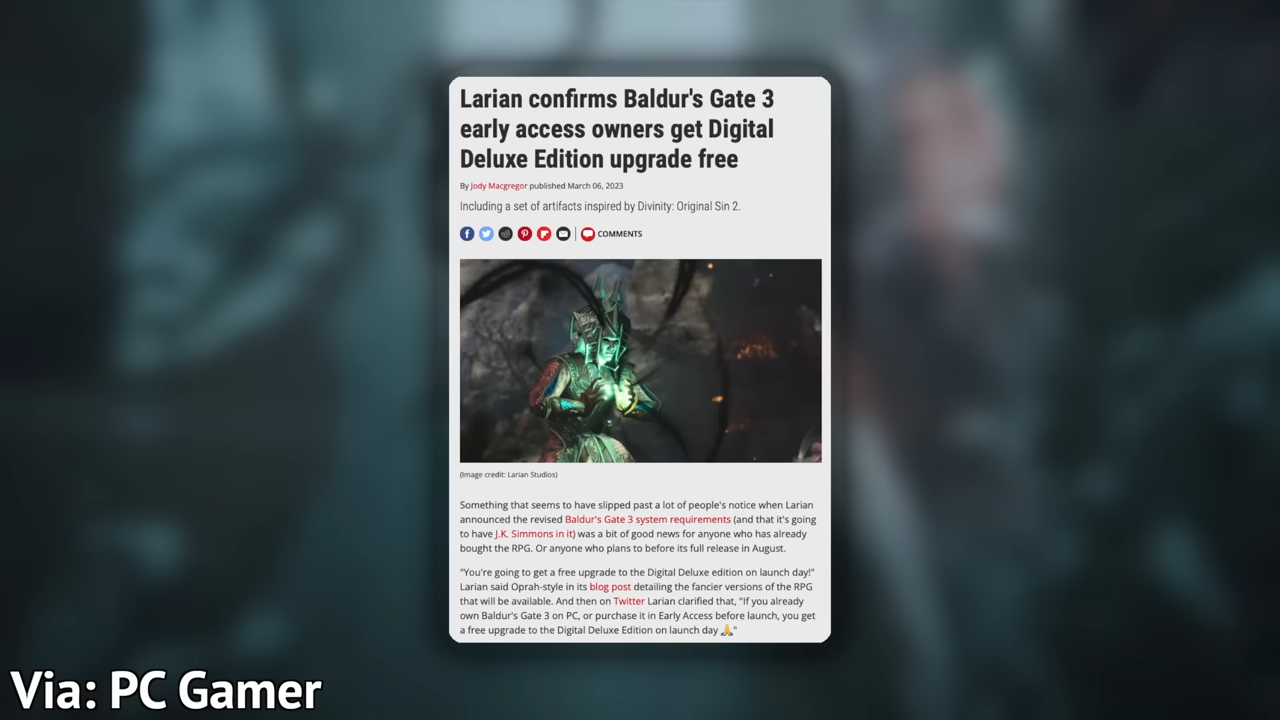 Larian confirms Baldur's Gate 3
early access owners get Digital
Deluxe Edition upgrade free
By Jody Macgregor published March 06, 2023
Including a set of artifacts inspired by Divinity: Original Sin 2.
COMMENTS
(Image credit: Larian Studios)
Something that seems to have slipped past a lot of people's notice when Larian
announced the revised Baldur's Gate 3 system requirements (and that it's going
to have J.K. Simmons in it) was a bit of good news for anyone who has already
bought the RPG. Or anyone who plans to before its full release in August.
"You're going to get a free upgrade to the Digital Deluxe edition on launch day!"
Larian said Oprah-style in its blog post detailing the fancier versions of the RPG
that will be available. And then on Twitter Larian clarified that, "If you already
own Baldur's Gate 3 on PC, or purchase it in Early Access before launch, you get
a free upgrade to the Digital Deluxe Edition on launch day 🙏"
Via: PC Gamer